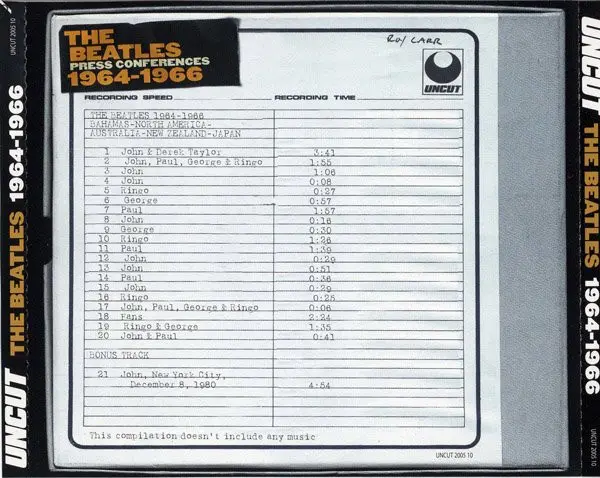 UNCUT 2005 10
UNCUT THE BEATLES 1964-1966
THE
BEATLES
PRESS CONFERENCES
1964-1966
Roy CARR
UNCUT
RECORDING SPEED
RECORDING TIME
THE BEATLES 1964-1966
BAHAMAS-NORTH AMERICA-
AUSTRALIA-NEW ZEALAND-JAPAN
1 John & Derek Taylor 3:41
2 John, Paul, George & Ringo 1:55
3 John 1:06
4 John 0:08
5 Ringo 0:27
6 George 0:57
7 Paul 1:57
8 John 0:16
9 George 0:30
10 Ringo 1:26
11 Paul 1:39
12 John 0:29
13 John 0:51
14 Paul 0:36
15 John 0:29
16 Ringo 0:25
17 John, Paul, George & Ringo 0:06
18 Fans 2:24
19 Ringo & George 1:35
20 John & Paul 0:41
BONUS TRACK
21 John, New York City,
December 8, 1980 4:54
This compilation doesn't include any music
UNCUT 2005 10
UNCUT THE BEATLES 1964-1966
UNCUT 2005 10